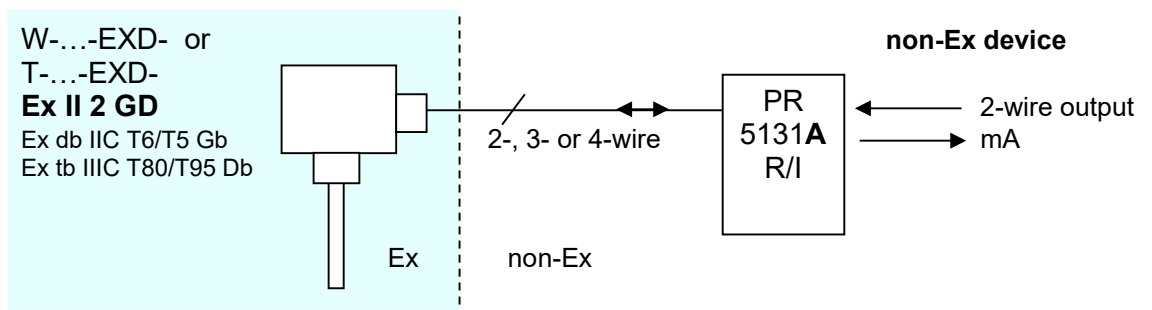 W-…-EXD- or
T-…-EXD-
Ex II 2 GD
Ex db IIC T6/T5 Gb
Ex tb IIIC T80/T95 Db
Ex
non-Ex
2-, 3- or 4-wire
non-Ex device
PR
5131A
R/I
2-wire output
mA